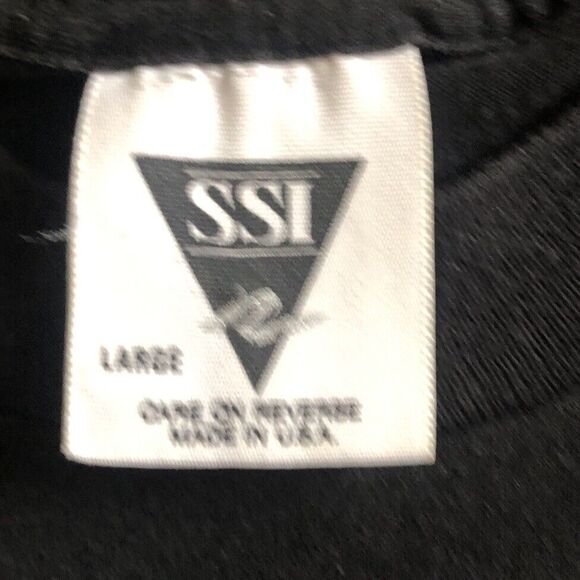 SSI
LARGE
CARE ON REVERSE
MADE IN U.S.A.